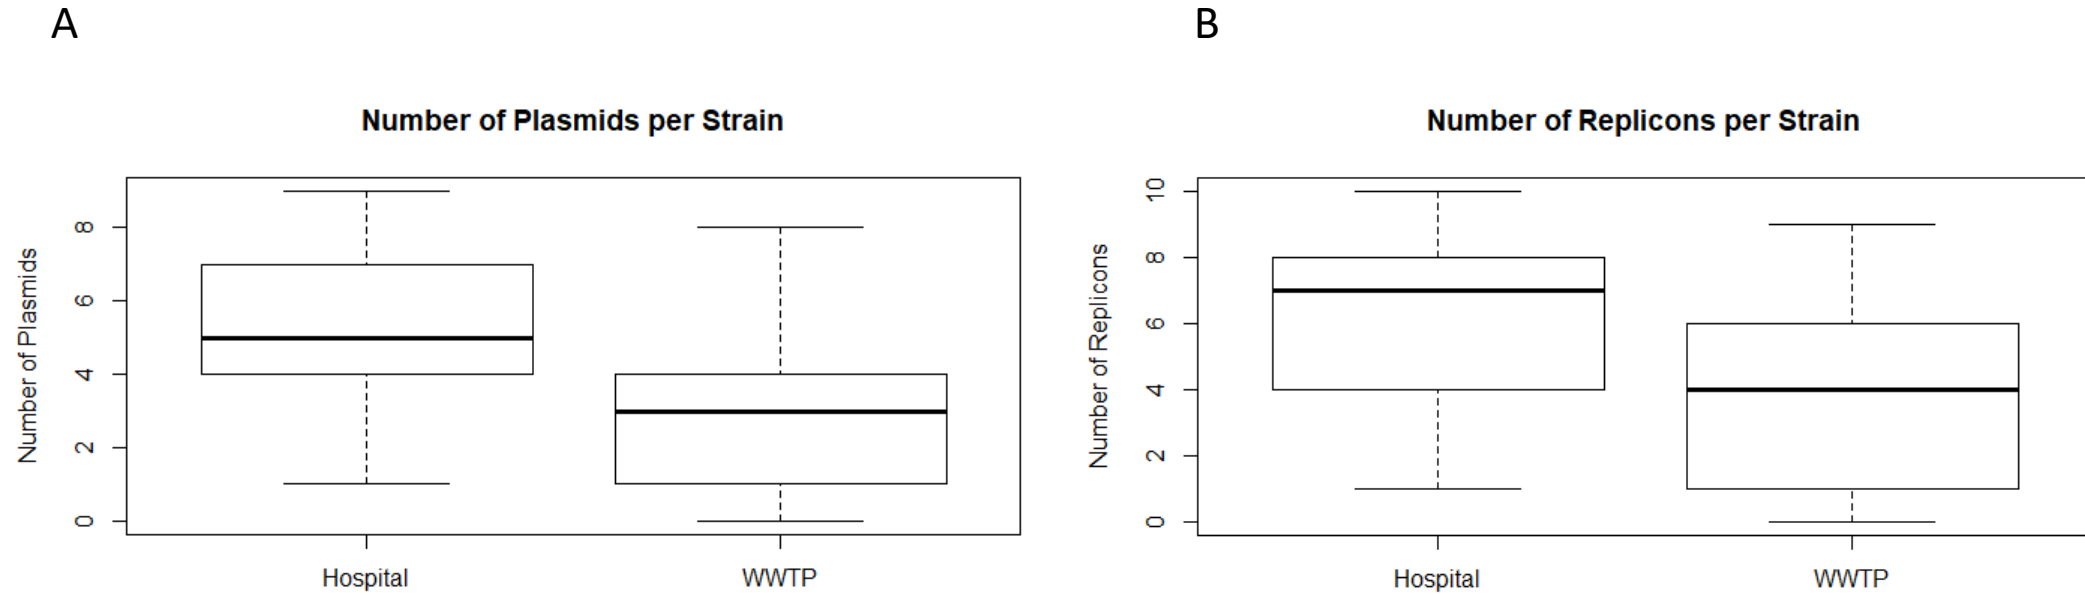 A
Number of Plasmids per Strain
Number of Plasmids
8
6
4
2
0
Hospital WWTP
B
Number of Replicons per Strain
Number of Replicons
10
8
6
4
2
0
Hospital WWTP